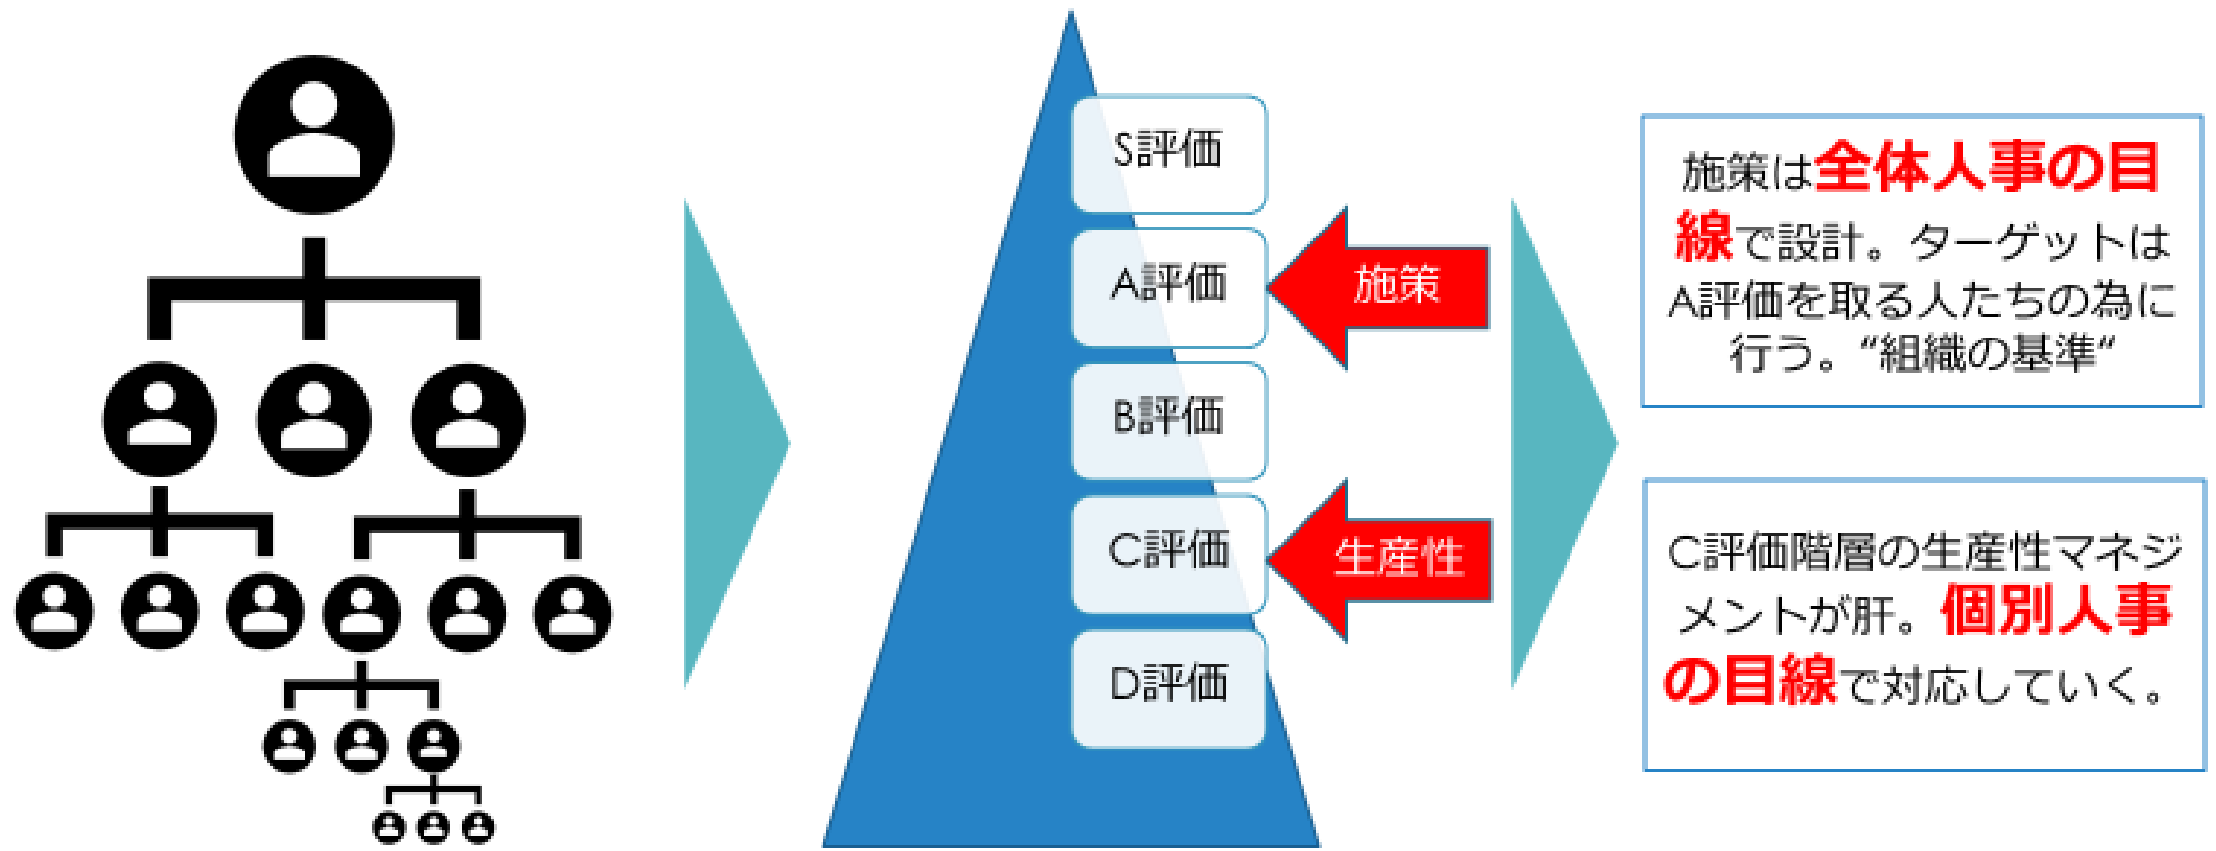 S評価
A評価
B評価
C評価
D評価
施策
生産性
施策は全体人事の目
線で設計。ターゲットは
A評価を取る人たちの為に
行う。“組織の基準“
C評価階層の生産性マネジ
メントが肝。個別人事
の目線で対応していく。